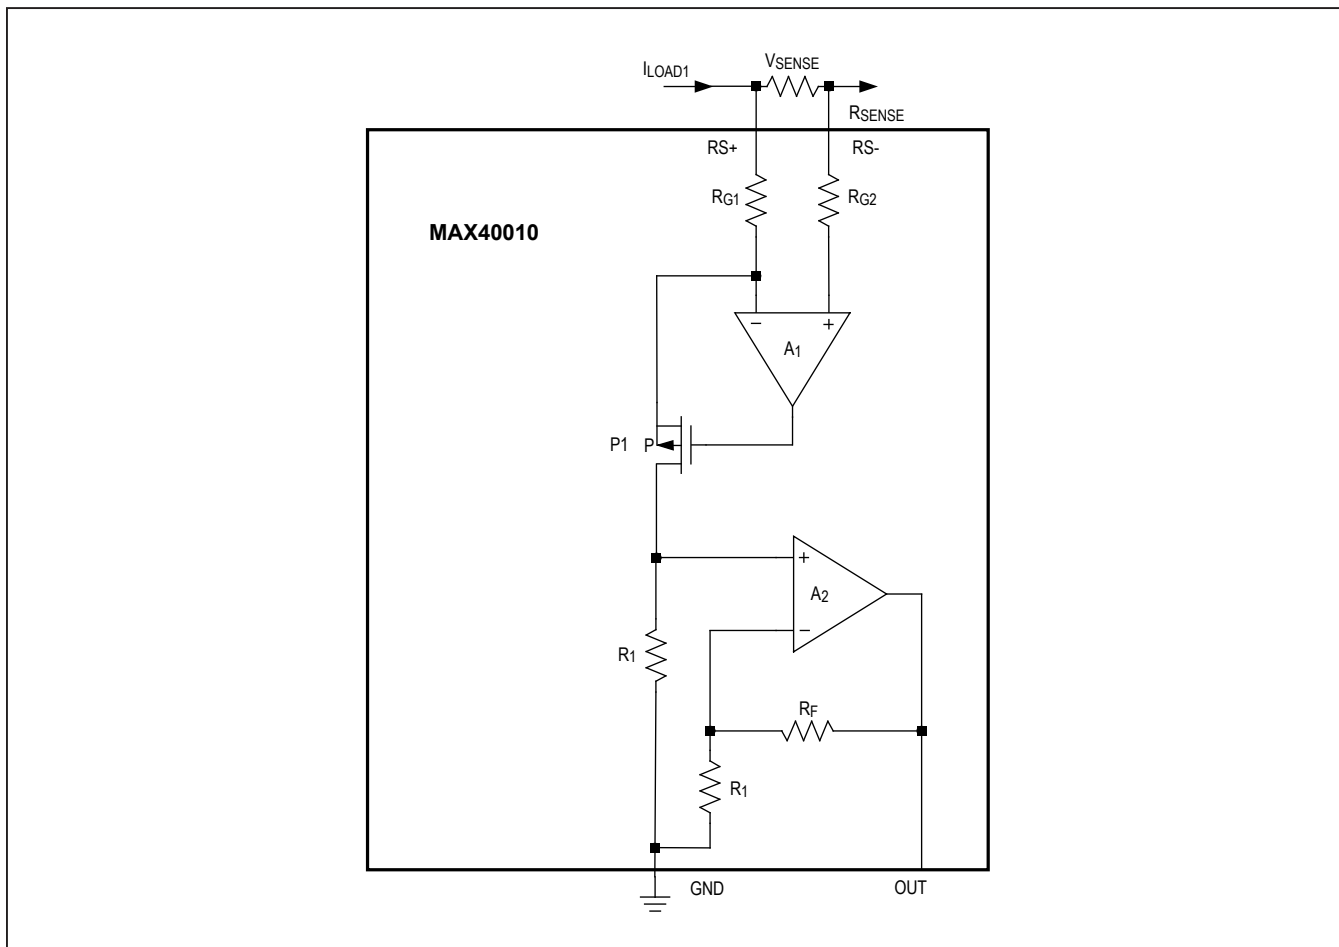 VSENSE
ILOAD1
RSENSE
RS+
RS-
RG1
RG2
MAX40010
− +
A1
P1 P
+
A2
−
R1
RF
R1
GND
OUT